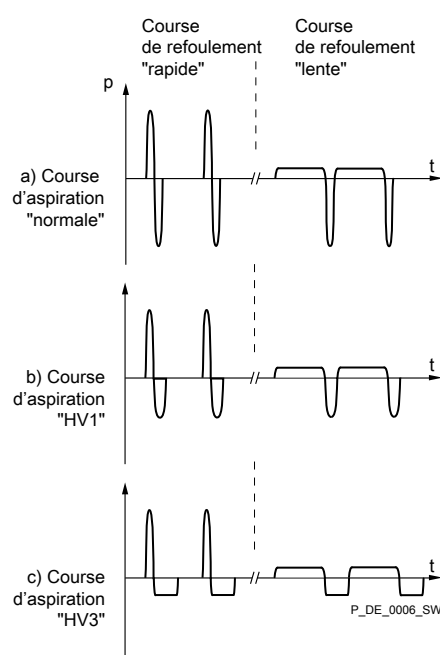 Course
de refoulement
"rapide"
Course
de refoulement
"lente"
p
t
a) Course
d'aspiration
"normale"
t
b) Course
d'aspiration
"HV1"
t
c) Course
d'aspiration
"HV3"
P_DE_0006_SW